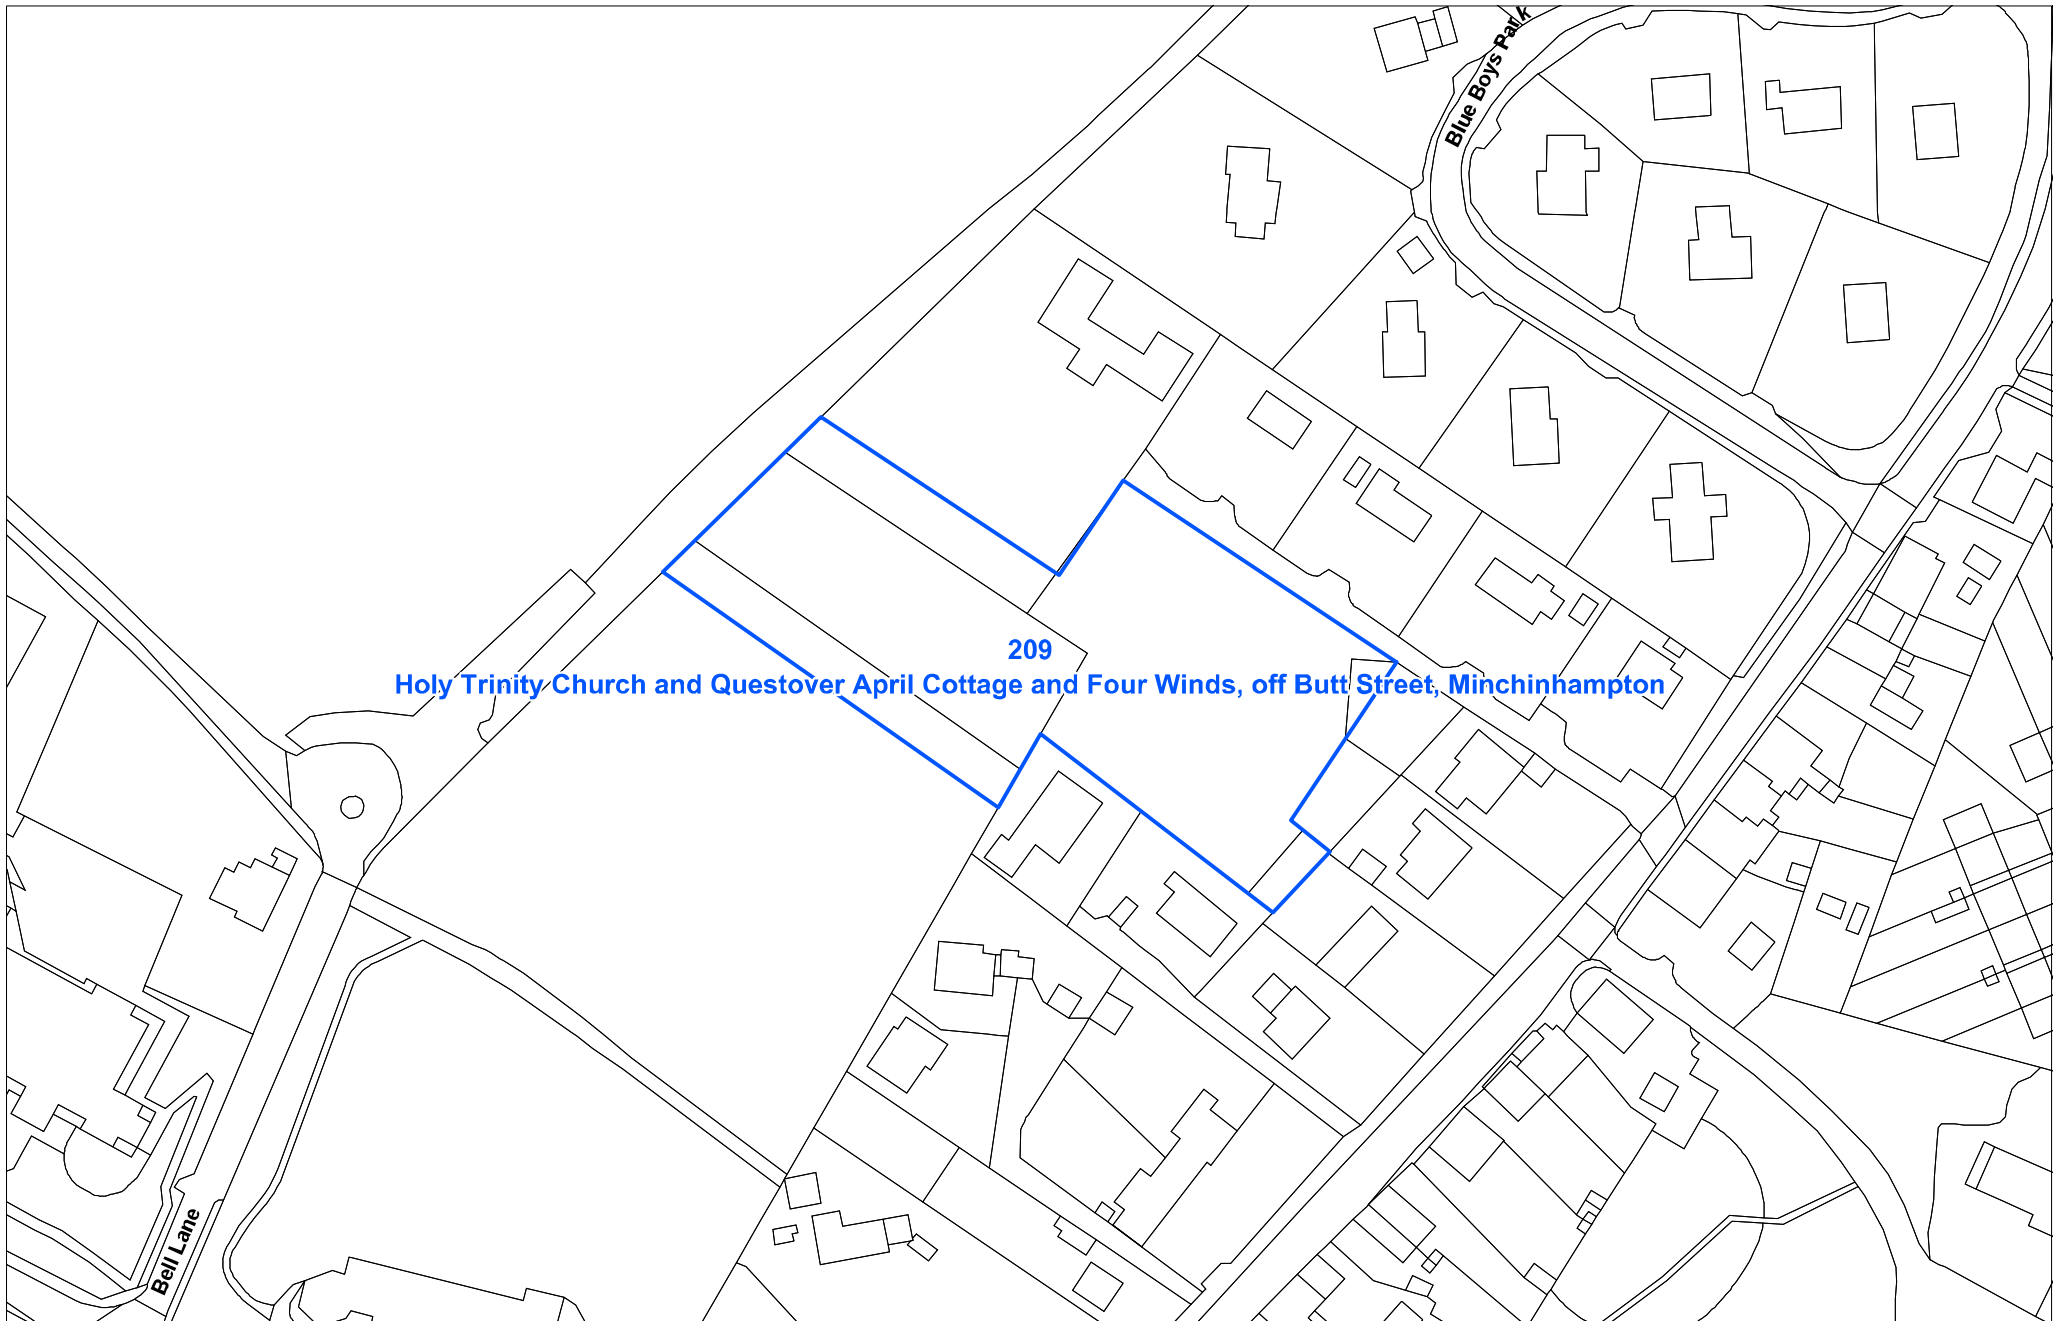 Blue Boys Park
209
Holy Trinity Church and Questover April Cottage and Four Winds, off Butt Street, Minchinhampton
Bell Lane